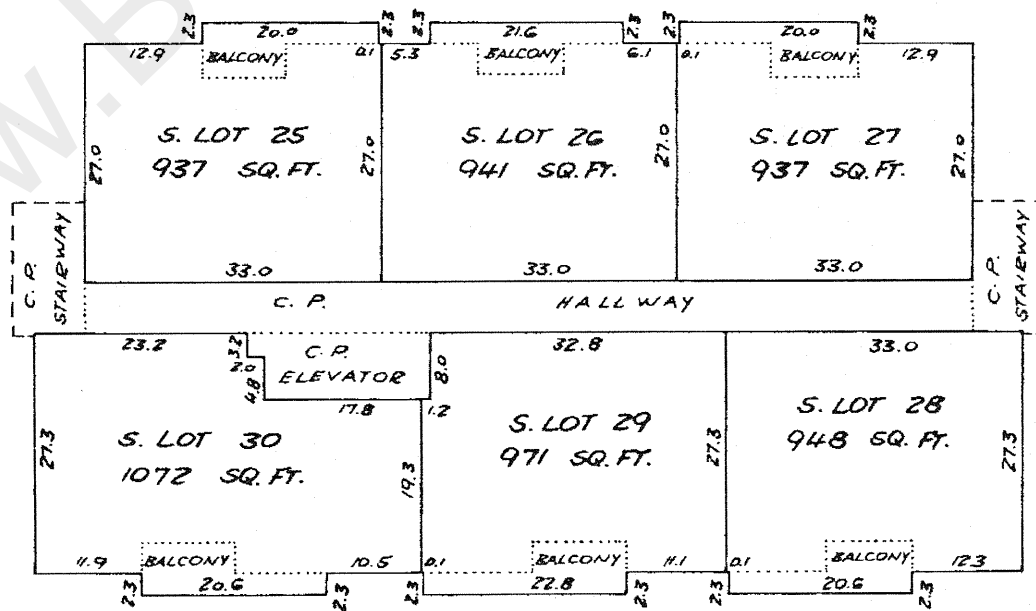 2.3 20.0 2.3 2.3 21.6 2.3 2.3 20.0 2.3
12.9 BALCONY 0.1 5.3 BALCONY 6.1 0.1 BALCONY 12.9
S. LOT 25
937 SQ. FT.
27.0 27.0
33.0
S. LOT 26
941 SQ. FT.
27.0
33.0
S. LOT 27
937 SQ. FT.
27.0
33.0
C. P.
STAIRWAY
C. P. HALLWAY
C. P.
STAIRWAY
23.2 3.2 2.0 4.8
C. P.
ELEVATOR
8.0
17.8 1.2
32.8
33.0
S. LOT 30
1072 SQ. FT.
27.3 19.3
S. LOT 29
971 SQ. FT.
27.3
S. LOT 28
948 SQ. FT.
27.3
11.9 BALCONY 10.5 0.1 BALCONY 11.1 0.1 BALCONY 12.3
2.3 20.6 2.3 2.3 22.8 2.3 2.3 20.6 2.3
w.B